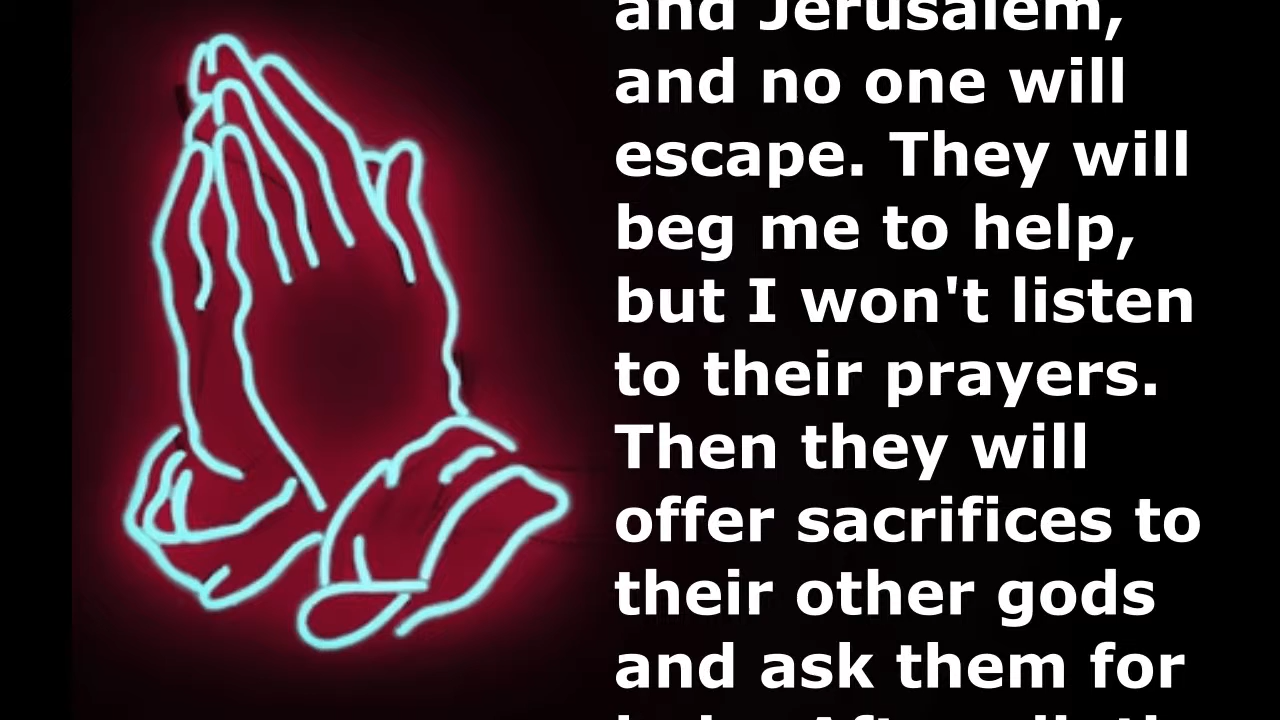 and Jerusalem,
and no one will
escape. They will
beg me to help,
but I won't listen
to their prayers.
Then they will
offer sacrifices to
their other gods
and ask them for